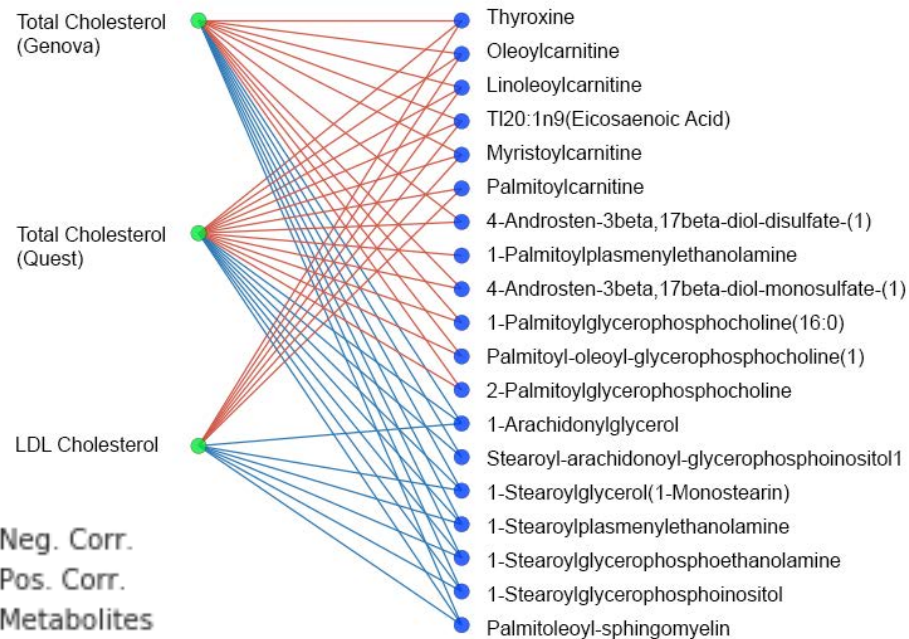 Total Cholesterol
(Genova)
Total Cholesterol
(Quest)
LDL Cholesterol
Neg. Corr.
Pos. Corr.
Metabolites
Thyroxine
Oleoylcarnitine
Linoleoylcarnitine
Tl20:1n9(Eicosaenoic Acid)
Myristoylcarnitine
Palmitoylcarnitine
4-Androsten-3beta,17beta-diol-disulfate-(1)
1-Palmitoylplasmenylethanolamine
4-Androsten-3beta,17beta-diol-monosulfate-(1)
1-Palmitoylglycerophosphocholine(16:0)
Palmitoyl-oleoyl-glycerophosphocholine(1)
2-Palmitoylglycerophosphocholine
1-Arachidonylglycerol
Stearoyl-arachidonoyl-glycerophosphoinositol1
1-Stearoylglycerol(1-Monostearin)
1-Stearoylplasmenylethanolamine
1-Stearoylglycerophosphoethanolamine
1-Stearoylglycerophosphoinositol
Palmitoleoyl-sphingomyelin